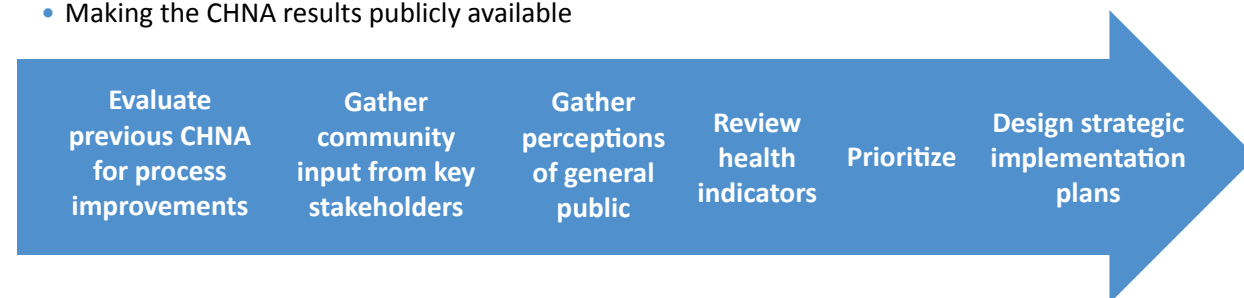 • Making the CHNA results publicly available
Evaluate
previous CHNA
for process
improvements
Gather
community
input from key
stakeholders
Gather
perceptions
of general
public
Review
health
indicators
Prioritize
Design strategic
implementation
plans